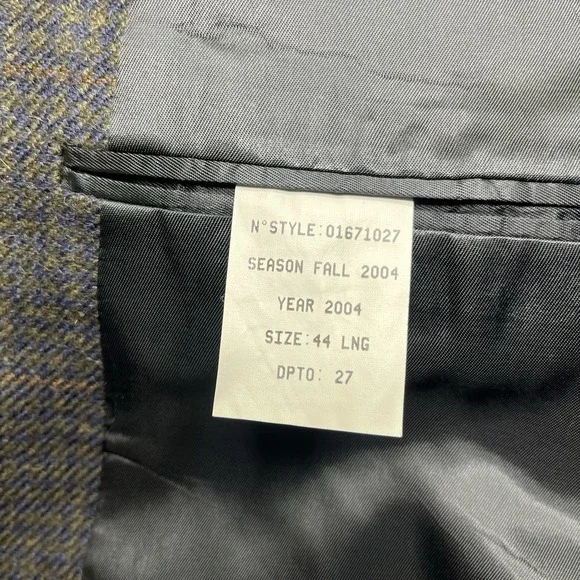 N°STYLE:01671027
SEASON FALL 2004
YEAR 2004
SIZE:44 LNG
DPTO: 27